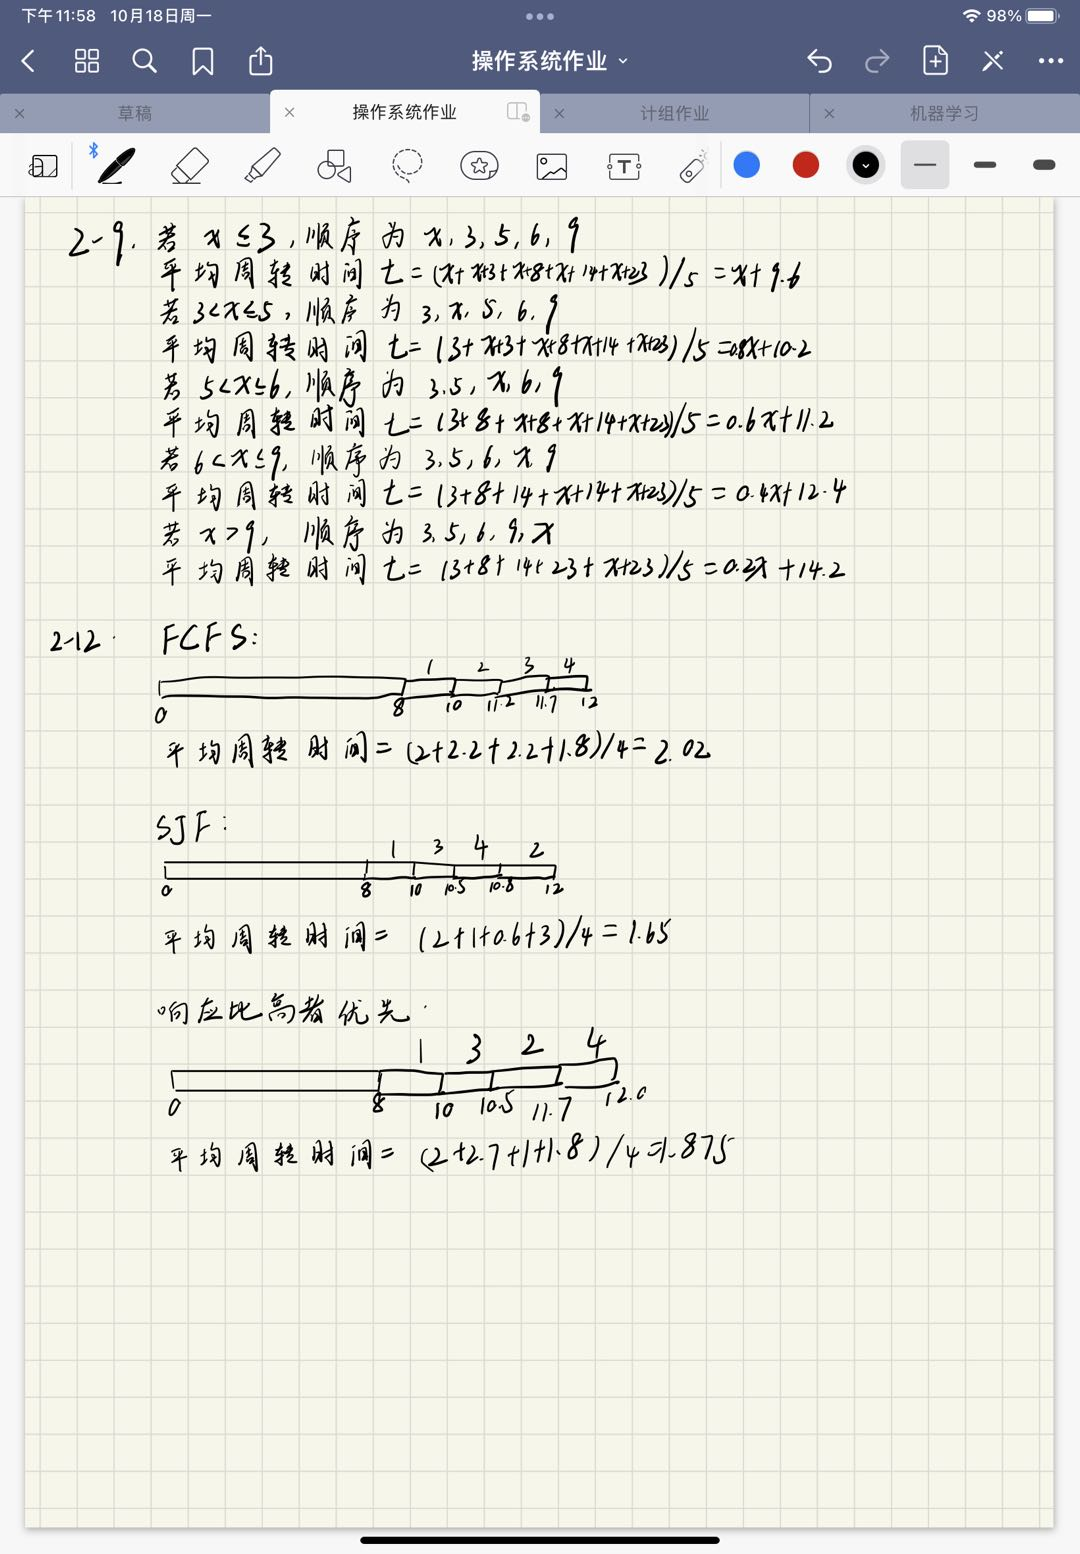 下午11:58 10月18日周一
98%
操作系统作业
草稿
操作系统作业
计组作业
机器学习
2-9. 若 x≤3, 顺序为 x, 3, 5, 6, 9
平均周转时间 t=(x+x+3+x+8+x+14+x+23)/5=x+9.6
若 3<x≤5, 顺序为 3, x, 5, 6, 9
平均周转时间 t=(3+x+3+x+8+x+14+x+23)/5=0.8x+10.2
若 5<x≤6, 顺序为 3.5, x, 6, 9
平均周转时间 t=(3+8+x+8+x+14+x+23)/5=0.6x+11.2
若 6<x≤9, 顺序为 3.5, 6, x, 9
平均周转时间 t=(3+8+14+x+14+x+23)/5=0.4x+12.4
若 x>9, 顺序为 3, 5, 6, 9, x
平均周转时间 t=(3+8+14+23+x+23)/5=0.2x+14.2
2-12. FCFS:
1 2 3 4
0 8 10 11.2 11.7 12
平均周转时间=(2+2.2+2.2+1.8)/4=2.02
SJF:
1 3 4 2
0 8 10 10.5 10.8 12
平均周转时间=(2+1+0.6+3)/4=1.65
响应比高者优先.
1 3 2 4
0 8 10 10.5 11.7 12.0
平均周转时间=(2+2.7+1+1.8)/4=1.875